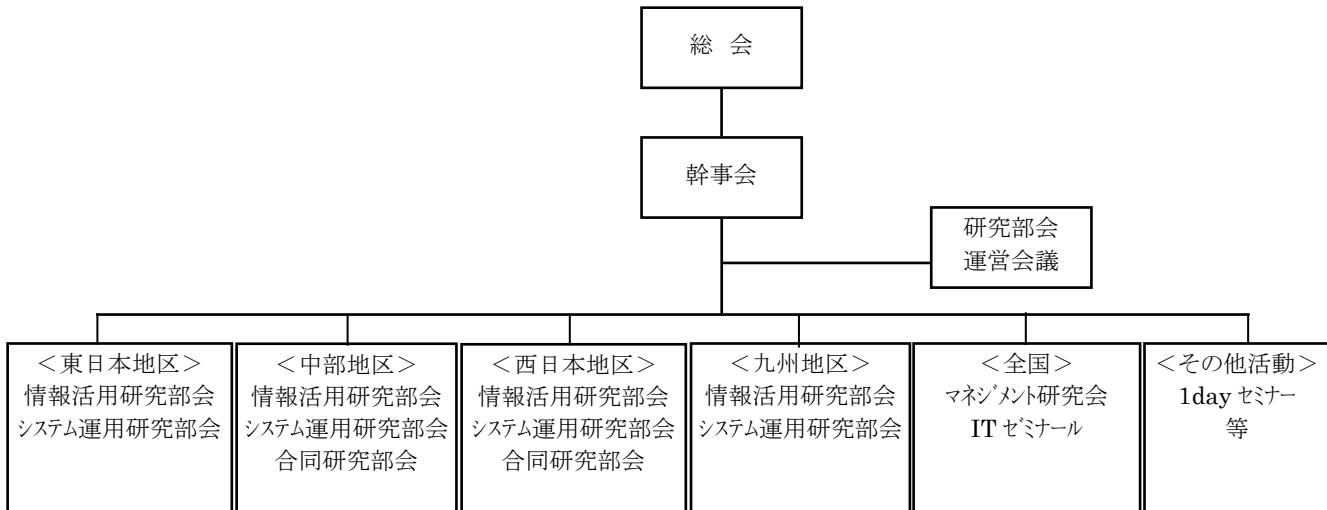 総 会
幹事会
研究部会
運営会議
＜東日本地区＞
情報活用研究部会
システム運用研究部会
＜中部地区＞
情報活用研究部会
システム運用研究部会
合同研究部会
＜西日本地区＞
情報活用研究部会
システム運用研究部会
合同研究部会
＜九州地区＞
情報活用研究部会
システム運用研究部会
＜全国＞
マネジメント研究会
IT ゼミナール
＜その他活動＞
1day セミナー
等